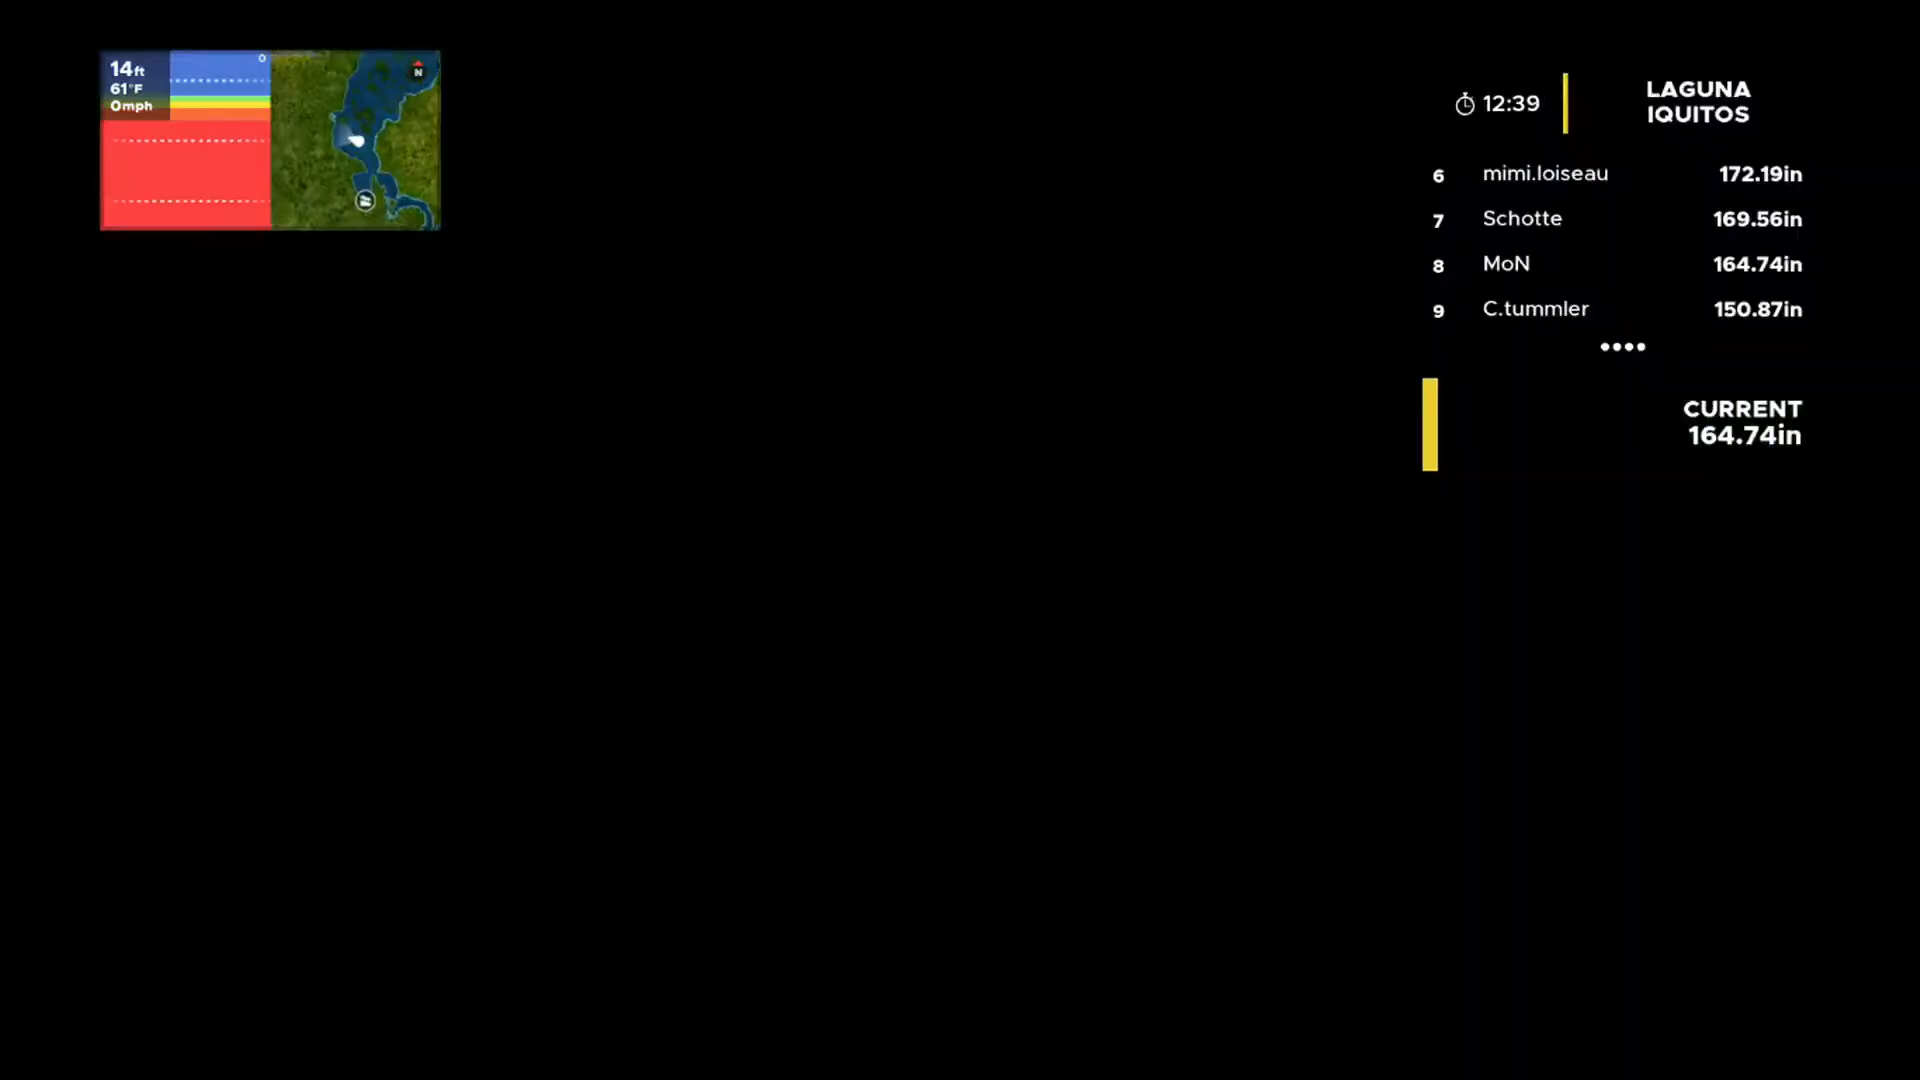 14ft
61°F
0mph
0
N
12:39
LAGUNA
IQUITOS
6 mimi.loiseau 172.19in
7 Schotte 169.56in
8 MoN 164.74in
9 C.tummler 150.87in
CURRENT
164.74in